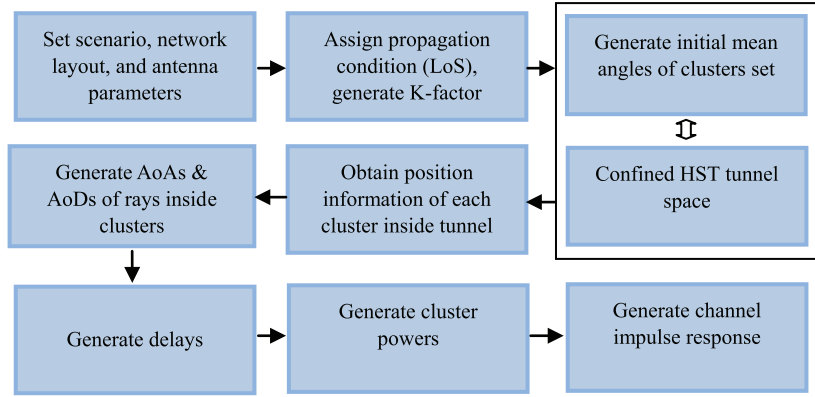 Set scenario, network
layout, and antenna
parameters
Assign propagation
condition (LoS),
generate K-factor
Generate initial mean
angles of clusters set
Confined HST tunnel
space
Obtain position
information of each
cluster inside tunnel
Generate AoAs &
AoDs of rays inside
clusters
Generate delays
Generate cluster
powers
Generate channel
impulse response